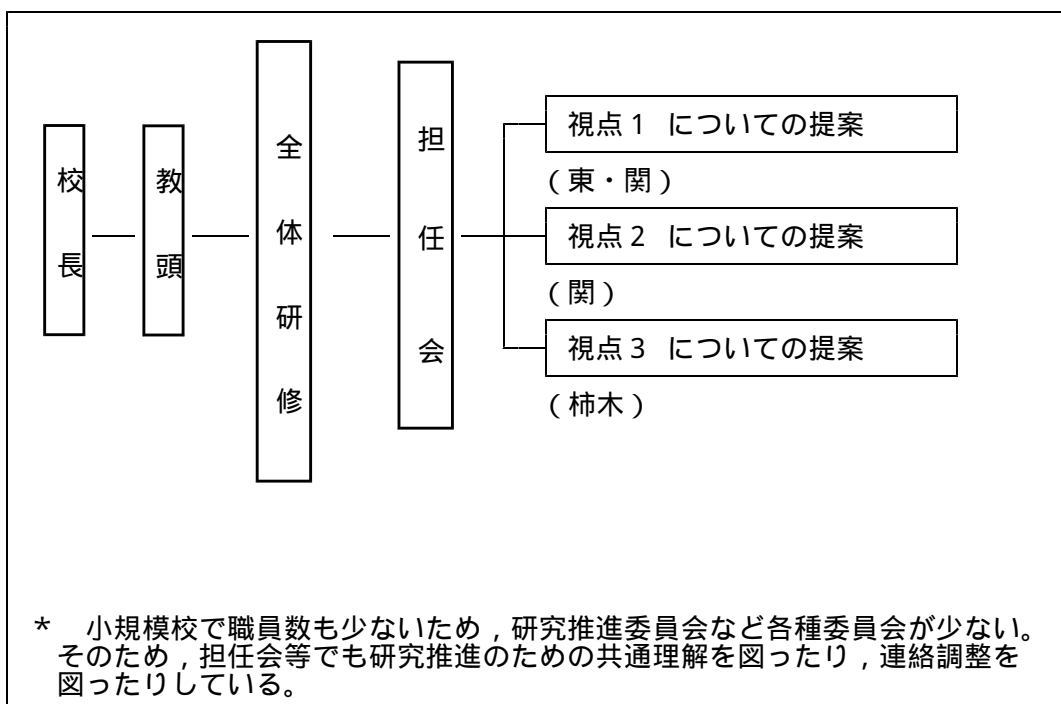 校長
教頭
全体研修
担任会
視点1 についての提案
(東・関)
視点2 についての提案
(関)
視点3 についての提案
(柿木)
* 小規模校で職員数も少ないため,研究推進委員会など各種委員会が少ない。
そのため,担任会等でも研究推進のための共通理解を図ったり,連絡調整を
図ったりしている。